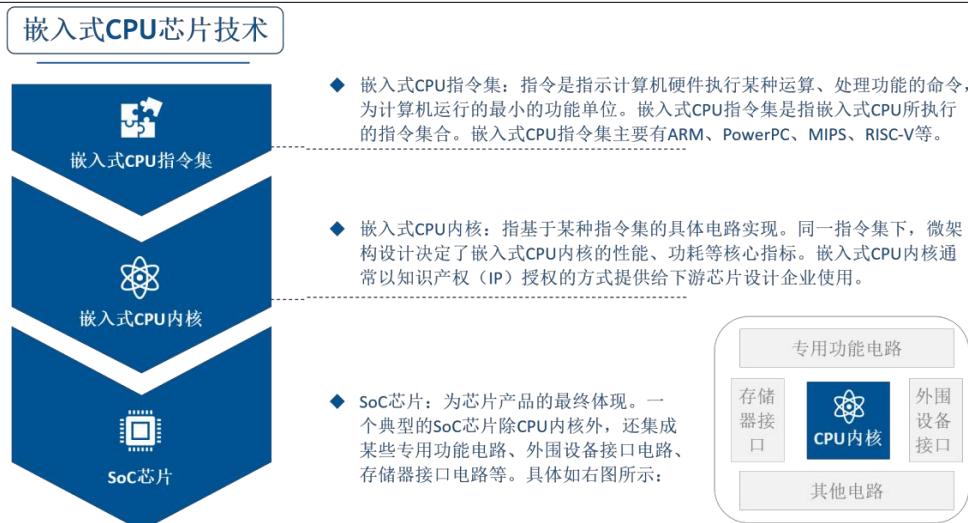 嵌入式CPU芯片技术
嵌入式CPU指令集
◆ 嵌入式CPU指令集：指令是指示计算机硬件执行某种运算、处理功能的命令，
为计算机运行的最小的功能单位。嵌入式CPU指令集是指嵌入式CPU所执行
的指令集合。嵌入式CPU指令集主要有ARM、PowerPC、MIPS、RISC-V等。
嵌入式CPU内核
◆ 嵌入式CPU内核：指基于某种指令集的具体电路实现。同一指令集下，微架
构设计决定了嵌入式CPU内核的性能、功耗等核心指标。嵌入式CPU内核通
常以知识产权（IP）授权的方式提供给下游芯片设计企业使用。
SoC芯片
◆ SoC芯片：为芯片产品的最终体现。一
个典型的SoC芯片除CPU内核外，还集成
某些专用功能电路、外围设备接口电路、
存储器接口电路等。具体如右图所示：
专用功能电路
存储
器接
口
CPU内核
外围
设备
接口
其他电路